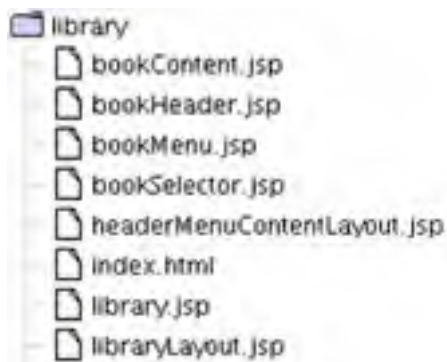 library
bookContent.jsp
bookHeader.jsp
bookMenu.jsp
bookSelector.jsp
headerMenuContentLayout.jsp
index.html
library.jsp
libraryLayout.jsp